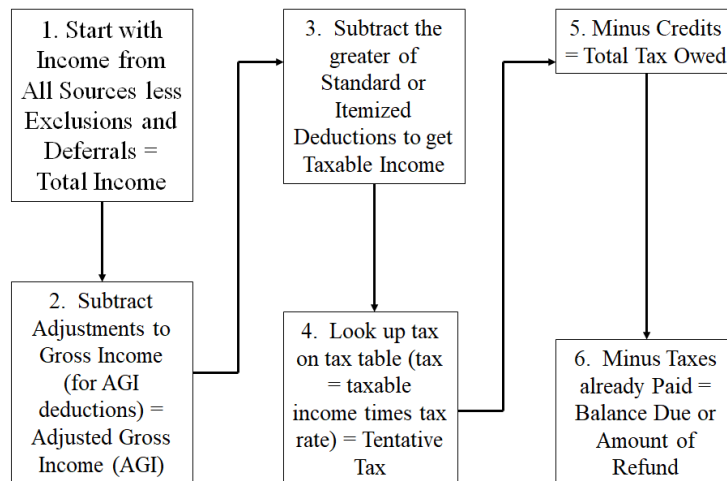 1. Start with
Income from
All Sources less
Exclusions and
Deferrals =
Total Income
2. Subtract
Adjustments to
Gross Income
(for AGI
deductions) =
Adjusted Gross
Income (AGI)
3. Subtract the
greater of
Standard or
Itemized
Deductions to get
Taxable Income
4. Look up tax
on tax table (tax
= taxable
income times tax
rate) = Tentative
Tax
5. Minus Credits
= Total Tax Owed
6. Minus Taxes
already Paid =
Balance Due or
Amount of
Refund